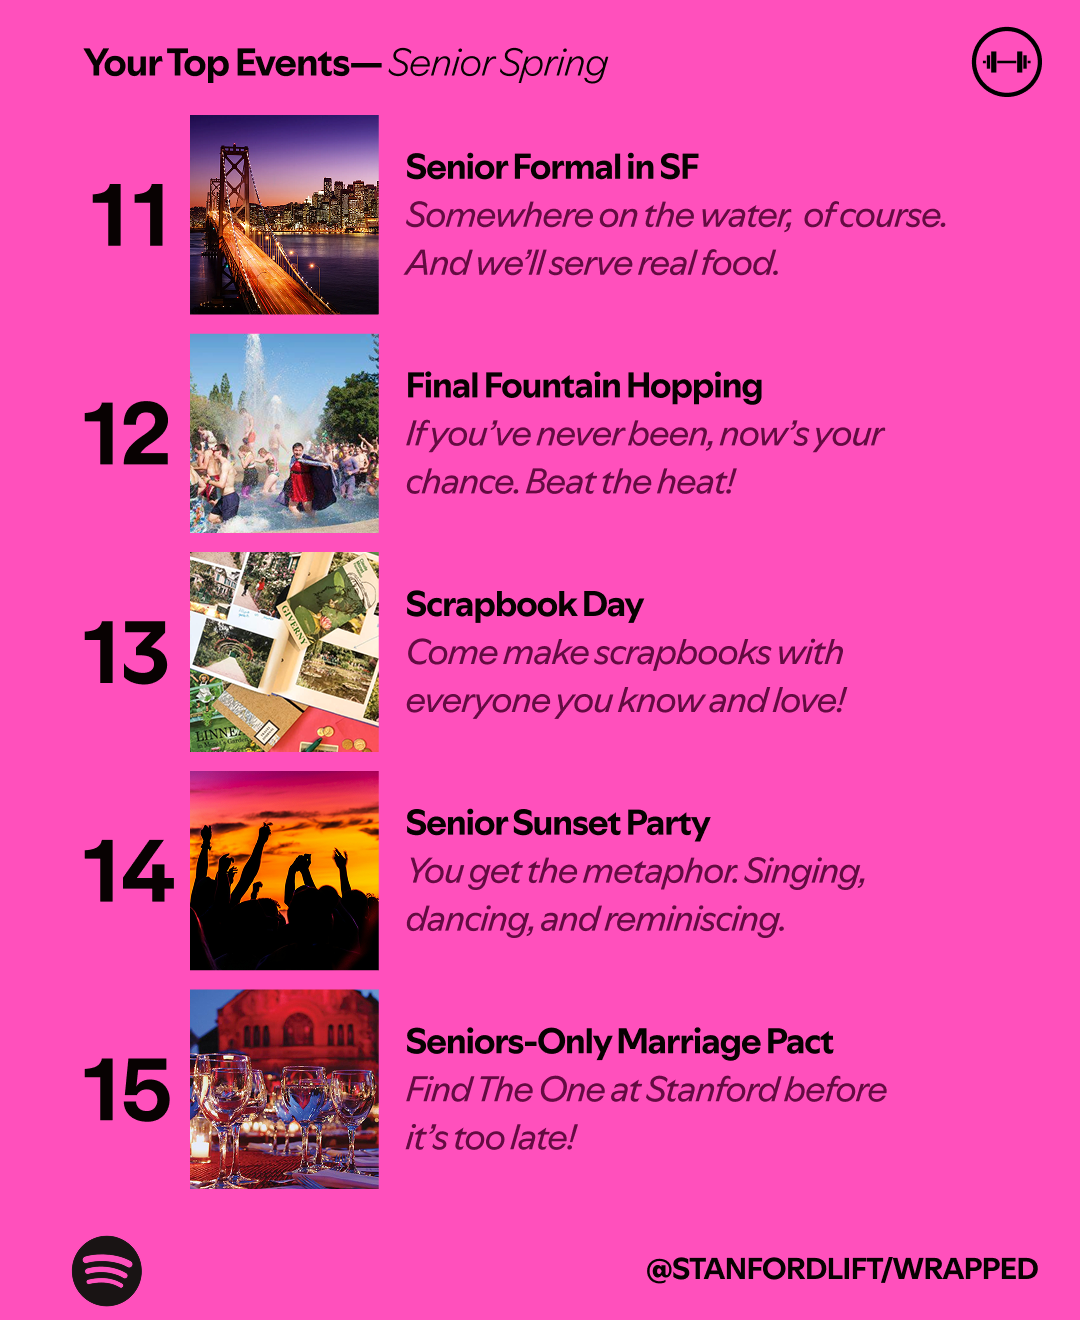 Your Top Events— Senior Spring
11
Senior Formal in SF
Somewhere on the water, of course.
And we’ll serve real food.
12
Final Fountain Hopping
If you’ve never been, now’s your
chance. Beat the heat!
13
Scrapbook Day
Come make scrapbooks with
everyone you know and love!
GIVERNY
LINNEA
14
Senior Sunset Party
You get the metaphor. Singing,
dancing, and reminiscing.
15
Seniors-Only Marriage Pact
Find The One at Stanford before
it’s too late!
@STANFORDLIFT/WRAPPED